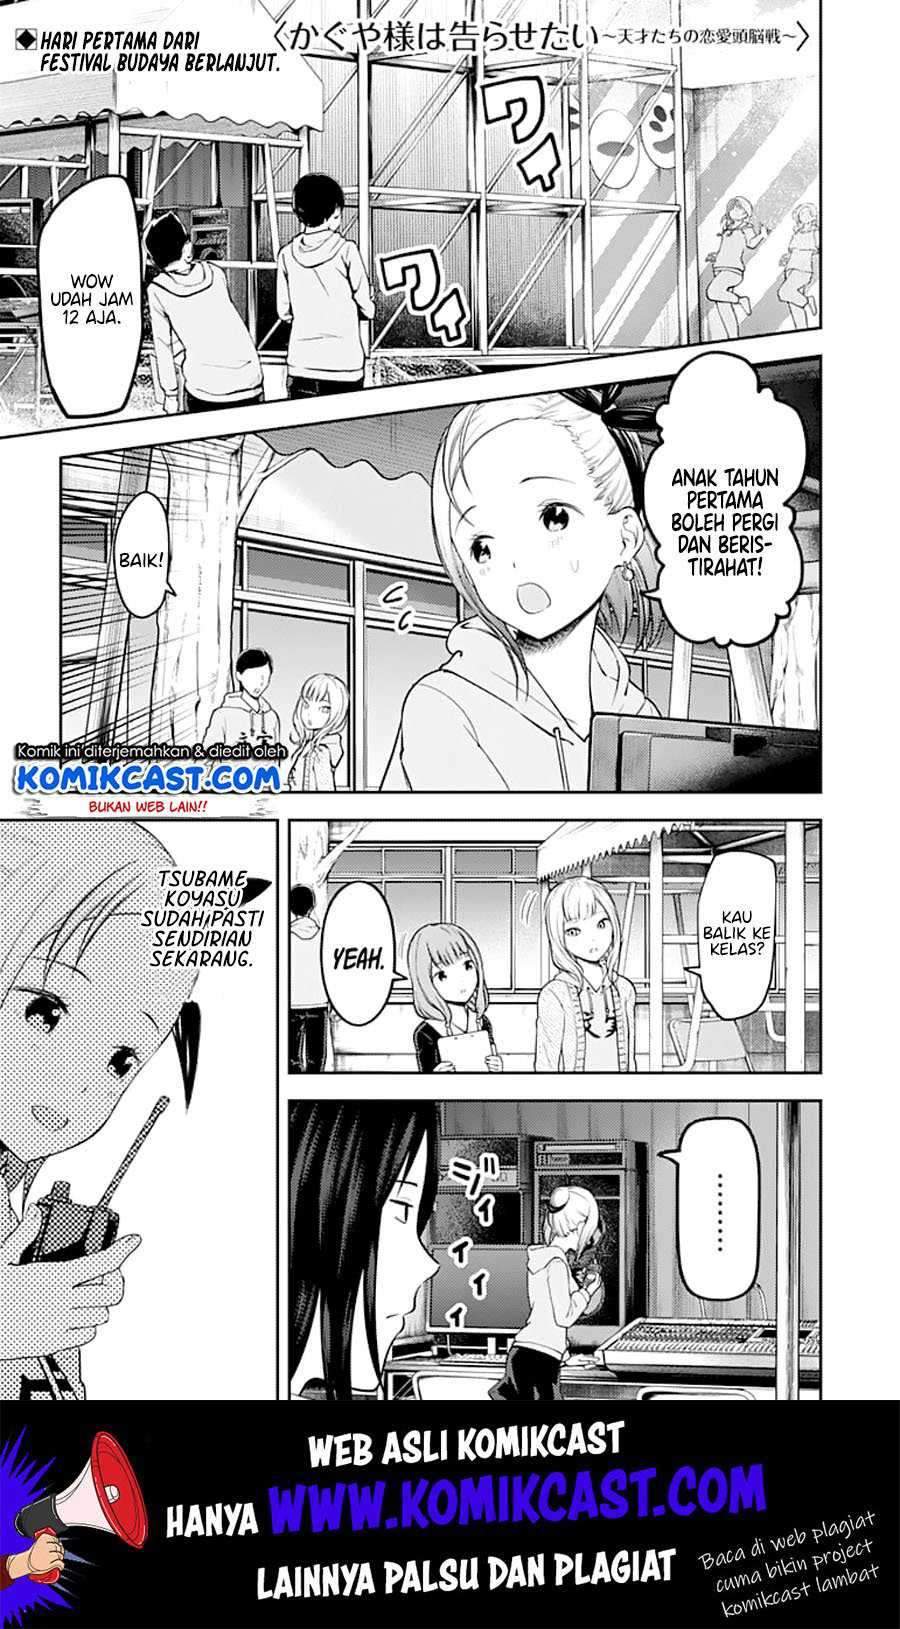 〈かぐや様は告らせたい～天才たちの恋愛頭脳戦～〉
HARI PERTAMA DARI
FESTIVAL BUDAYA BERLANJUT.
ワイ
ワイ
WOW
UDAH JAM
12 AJA.
ANAK TAHUN
PERTAMA
BOLEH PERGI
DAN BERIS-
TIRAHAT!
BAIK!
Komik ini diterjemahkan & diedit oleh
KOMIKCAST.COM
BUKAN WEB LAIN!!
KAU
BALIK KE
KELAS?
YEAH.
TSUBAME
KOYASU
SUDAH PASTI
SENDIRIAN
SEKARANG.
………
ジィィ
WEB ASLI KOMIKCAST
HANYA WWW.KOMIKCAST.COM
LAINNYA PALSU DAN PLAGIAT
Baca di web plagiat
cuma bikin project
komikcast lambat